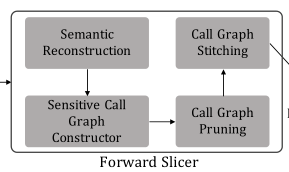 Semantic
Reconstruction
Sensitive Call
Graph
Constructor
Call Graph
Pruning
Call Graph
Stitching
Forward Slicer